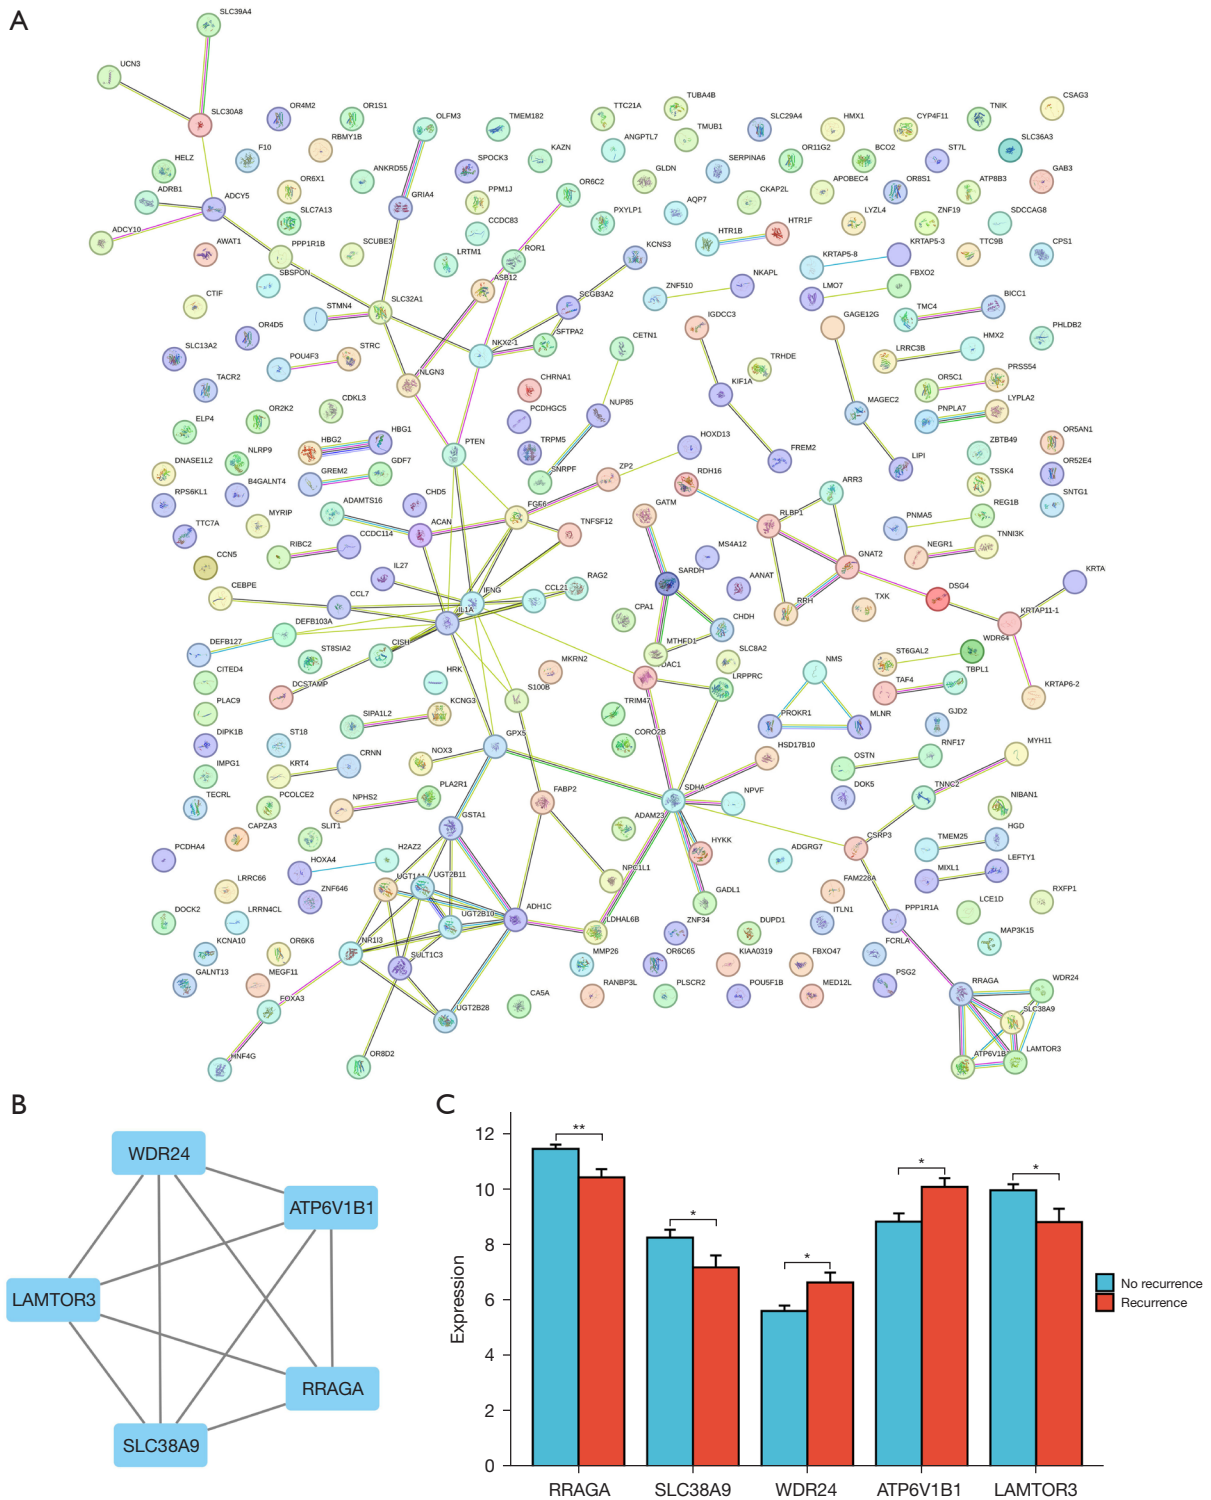 A
SLC39A4
UCN3
SLC30A8
OR4M2
OR1S1
OLFM3
TMEM182
TTC21A
TUBA4B
TMUB1
SLC29A4
HMX1
CYP4F11
TNIK
CSAG3
RBMY1B
F10
HELZ
ANKRD55
SPOCK3
KAZN
ANGPTL7
SERPINA6
OR11G2
BCO2
ST7L
SLC36A3
ADRB1
ADCY5
OR6X1
GRIA4
PPM1J
OR6C2
GLDN
CKAP2L
APOBEC4
OR8S1
ATP8B3
GAB3
SLC7A13
ADCY10
AWAT1
PPP1R1B
SCUBE3
CCDC83
PXYLP1
AQP7
HTR1B
HTR1F
LYZL4
ZNF19
SDCCAG8
LRTM1
ROR1
KCNS3
KRTAP5-8
KRTAP5-3
TTC9B
CPS1
SBSPON
ASB12
ZNF510
NKAPL
LMO7
FBXO2
CTIF
STMN4
SLC32A1
SCGB3A2
IGDCC3
GAGE12G
TMC4
BICC1
OR4D5
NKX2-1
SFTPA2
CETN1
LRRC3B
HMX2
PHLDB2
SLC13A2
POU4F3
STRC
NLGN3
TRHDE
TACR2
CHRNA1
KIF1A
OR5C1
PRSS54
CDKL3
PCDHGC5
NUP85
MAGEC2
PNPLA7
LYPLA2
ELP4
OR2K2
HBG2
HBG1
PTEN
TRPM5
HOXD13
FREM2
LIPI
ZBTB49
OR5AN1
DNASE1L2
NLRP9
GREM2
GDF7
SNRPF
ZP2
RDH16
ARR3
TSSK4
OR52E4
RPS6KL1
B4GALNT4
ADAMTS16
CHD5
FGF6
GATM
RLBP1
PNMA5
REG1B
SNTG1
TTC7A
MYRIP
ACAN
TNFSF12
GNAT2
NEGR1
TNNI3K
CCN5
RIBC2
CCDC114
IL27
MS4A12
CEBPE
CCL7
IFNG
CCL21
RAG2
SARDH
AANAT
RRH
TXK
DSG4
KRTA
IL1A
CPA1
CHDH
KRTAP11-1
DEFB103A
DEFB127
CISH
MTHFD1
WDR64
ST8SIA2
SLC8A2
ST6GAL2
CITED4
DCSTAMP
HRK
MKRN2
LRPPRC
NMS
TAF4
TBPL1
KRTAP6-2
S100B
PLAC9
SIPA1L2
KCNG3
TRIM47
PROKR1
MLNR
GJD2
DIPK1B
ST18
GPX5
CORO2B
IMPG1
KRT4
CRNN
NOX3
HSD17B10
OSTN
RNF17
MYH11
TECRL
PCOLCE2
NPHS2
PLA2R1
FABP2
SDHA
NPVF
DOK5
TNNC2
NIBAN1
CAPZA3
SLIT1
GSTA1
ADAM23
CSRP3
PCDHA4
HOXA4
H2AZ2
HYKK
ADGRG7
TMEM25
HGD
LRRC66
ZNF646
UGT2B11
NPC1L1
GADL1
FAM228A
MIXL1
LEFTY1
DOCK2
LRRN4CL
UGT2B10
ADH1C
LDHAL6B
ZNF34
DUPD1
ITLN1
PPP1R1A
LCE1D
RXFP1
KCNA10
OR6K6
NR1I3
SULT1C3
MMP26
OR6C65
KIAA0319
FBXO47
FCRLA
MAP3K15
GALNT13
MEGF11
FOXA3
UGT2B28
CA5A
RANBP3L
PLSCR2
POU5F1B
MED12L
PSG2
RRAGA
WDR24
SLC38A9
HNF4G
OR8D2
LAMTOR3
B
WDR24
ATP6V1B1
LAMTOR3
RRAGA
SLC38A9
C
Expression
12
10
8
6
4
2
0
**
*
*
*
*
RRAGA
SLC38A9
WDR24
ATP6V1B1
LAMTOR3
No recurrence
Recurrence